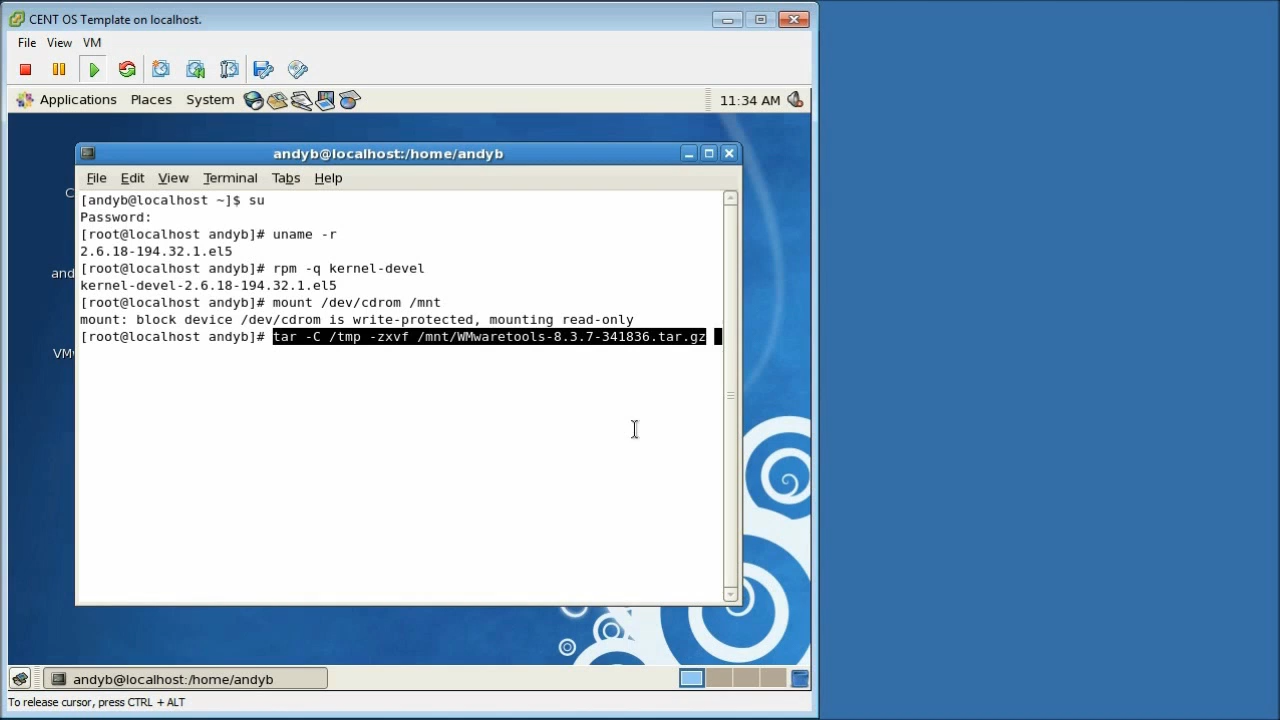 CENT OS Template on localhost.
File View VM
Applications Places System 11:34 AM
C
and
VMw
andyb@localhost:/home/andyb
File Edit View Terminal Tabs Help
[andyb@localhost ~]$ su
Password:
[root@localhost andyb]# uname -r
2.6.18-194.32.1.el5
[root@localhost andyb]# rpm -q kernel-devel
kernel-devel-2.6.18-194.32.1.el5
[root@localhost andyb]# mount /dev/cdrom /mnt
mount: block device /dev/cdrom is write-protected, mounting read-only
[root@localhost andyb]# tar -C /tmp -zxvf /mnt/WMwaretools-8.3.7-341836.tar.gz
andyb@localhost:/home/andyb
To release cursor, press CTRL + ALT